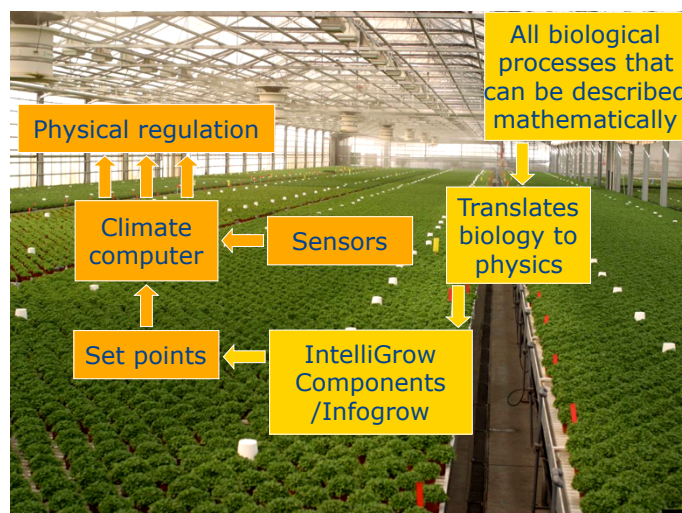 All biological
processes that
can be described
mathematically
Physical regulation
Translates
biology to
physics
Climate
computer
Sensors
Set points
IntelliGrow
Components
/Infogrow